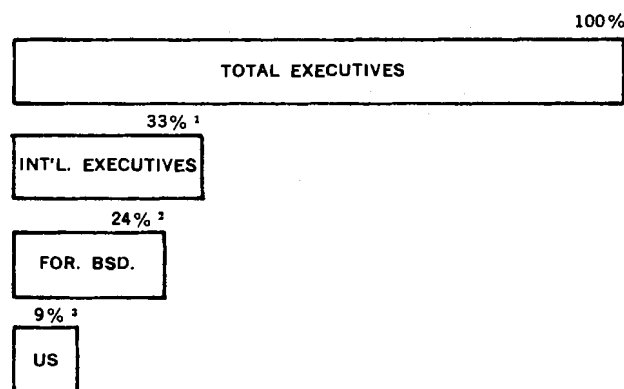 100%
TOTAL EXECUTIVES
33% ¹
INT'L. EXECUTIVES
24% ²
FOR. BSD.
9% ³
US